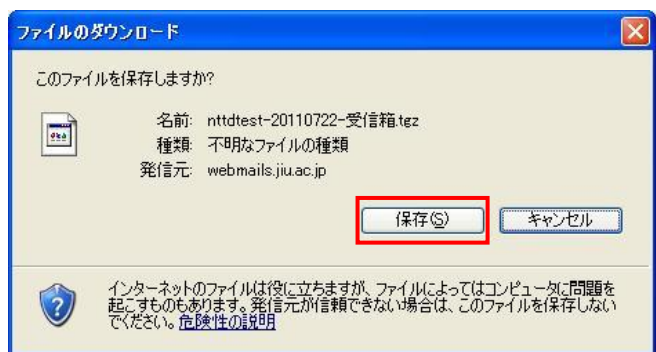 ファイルのダウンロード
このファイルを保存しますか?
名前: nttdtest-20110722-受信箱.tgz
種類: 不明なファイルの種類
発信元: webmails.jiu.ac.jp
保存(S) キャンセル
インターネットのファイルは役に立ちますが、ファイルによってはコンピュータに問題を
起こすものもあります。発信元が信頼できない場合は、このファイルを保存しない
でください。危険性の説明